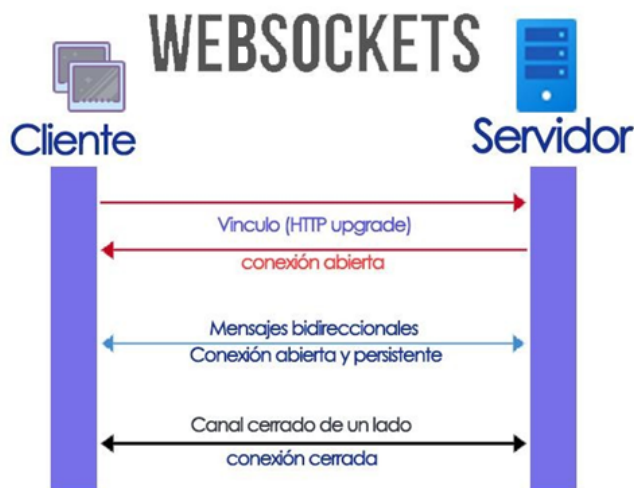 WEBSOCKETS
Cliente
Servidor
Vinculo (HTTP upgrade)
conexión abierta
Mensajes bidireccionales
Conexión abierta y persistente
Canal cerrado de un lado
conexión cerrada